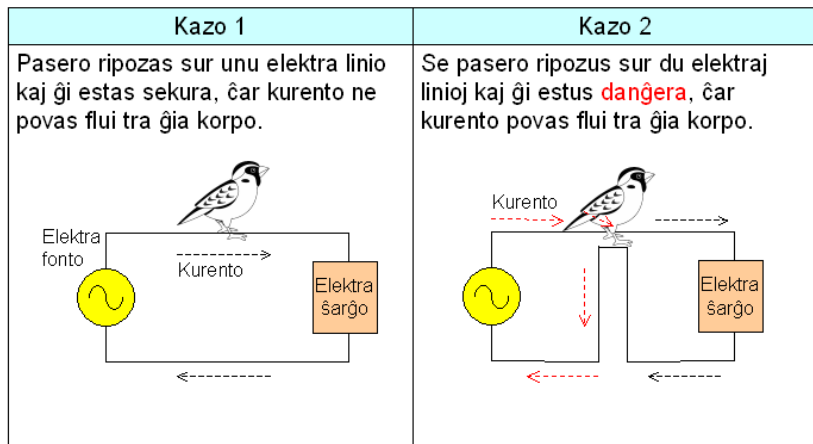 Kazo 1
Pasero ripozas sur unu elektra linio
kaj ĝi estas sekura, ĉar kurento ne
povas flui tra ĝia korpo.
Elektra
fonto
Kurento
Elektra
ŝarĝo
Kazo 2
Se pasero ripozus sur du elektraj
linioj kaj ĝi estus danĝera, ĉar
kurento povas flui tra ĝia korpo.
Kurento
Elektra
ŝarĝo